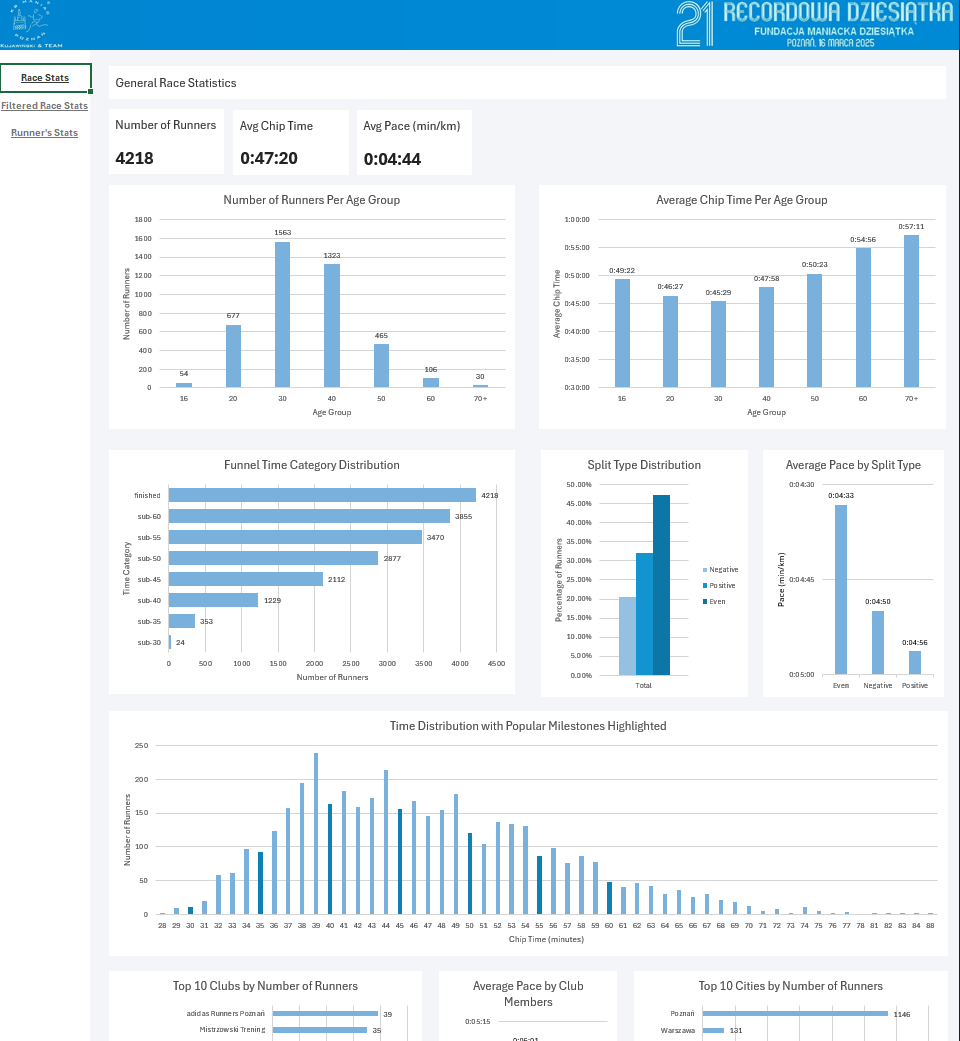 POZNAŃ
KUJAWIŃSKI & TEAM
21 RECORDOWA DZIESIĄTKA
FUNDACJA MANIACKA DZIESIĄTKA
POZNAŃ, 16 MARCA 2025
Race Stats
Filtered Race Stats
Runner's Stats
General Race Statistics
Number of Runners
4218
Avg Chip Time
0:47:20
Avg Pace (min/km)
0:04:44
Number of Runners Per Age Group
Number of Runners
1800
1600
1400
1200
1000
800
600
400
200
0
54
677
1563
1323
465
106
30
16 20 30 40 50 60 70+
Age Group
Average Chip Time Per Age Group
Average Chip Time
1:00:00
0:55:00
0:50:00
0:45:00
0:40:00
0:35:00
0:30:00
0:49:22
0:46:27
0:45:29
0:47:58
0:50:23
0:54:56
0:57:11
16 20 30 40 50 60 70+
Age Group
Funnel Time Category Distribution
Time Category
finished 4218
sub-60 3855
sub-55 3470
sub-50 2877
sub-45 2112
sub-40 1229
sub-35 353
sub-30 24
0 500 1000 1500 2000 2500 3000 3500 4000 4500
Number of Runners
Split Type Distribution
Percentage of Runners
50.00%
45.00%
40.00%
35.00%
30.00%
25.00%
20.00%
15.00%
10.00%
5.00%
0.00%
Total
Negative
Positive
Even
Average Pace by Split Type
Pace (min/km)
0:04:30
0:04:45
0:05:00
0:04:33
0:04:50
0:04:56
Even Negative Positive
Time Distribution with Popular Milestones Highlighted
Number of Runners
250
200
150
100
50
0
28 29 30 31 32 33 34 35 36 37 38 39 40 41 42 43 44 45 46 47 48 49 50 51 52 53 54 55 56 57 58 59 60 61 62 63 64 65 66 67 68 69 70 71 72 73 74 75 76 77 78 81 82 83 84 88
Chip Time (minutes)
Top 10 Clubs by Number of Runners
adidas Runners Poznań 39
Mistrzowski Trening 35
Average Pace by Club
Members
0:05:15
Top 10 Cities by Number of Runners
Poznań 1146
Warszawa 131